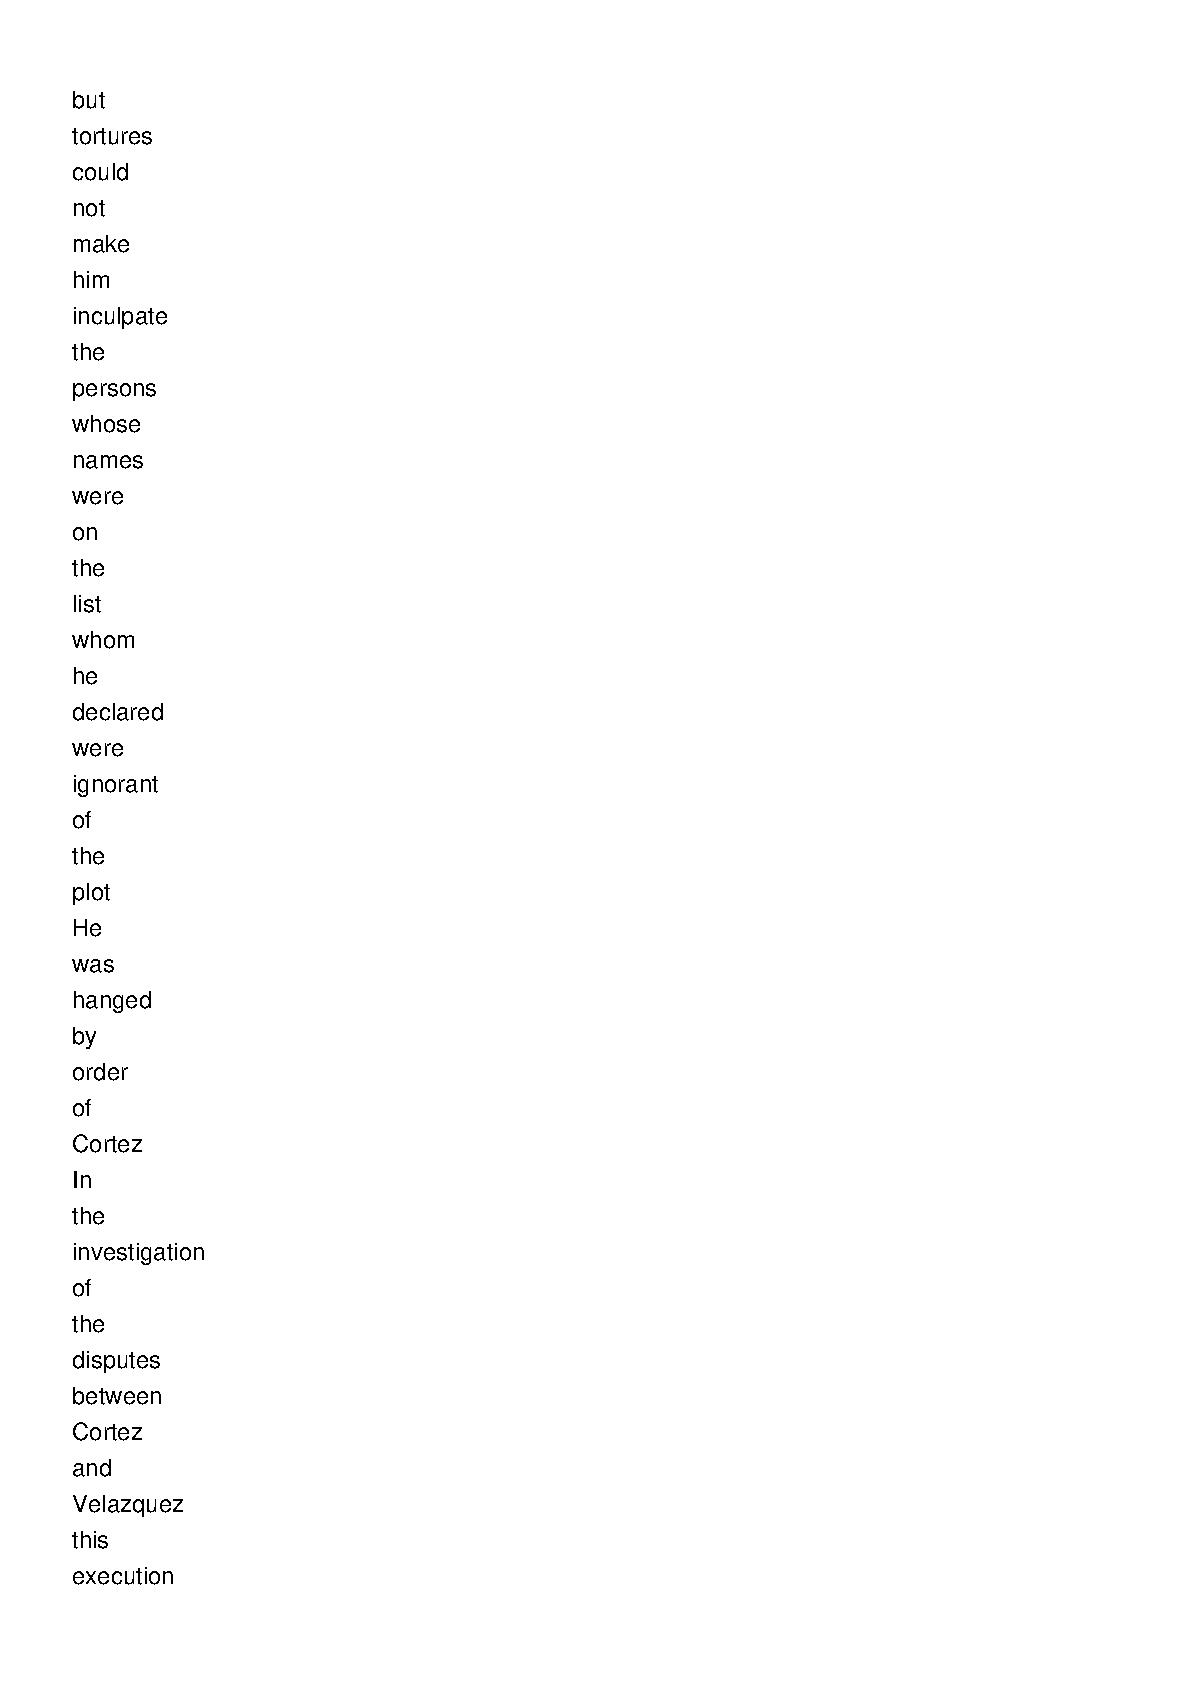 but
tortures
could
not
make
him
inculpate
the
persons
whose
names
were
on
the
list
whom
he
declared
were
ignorant
of
the
plot
He
was
hanged
by
order
of
Cortez
In
the
investigation
of
the
disputes
between
Cortez
and
Velazquez
this
execution